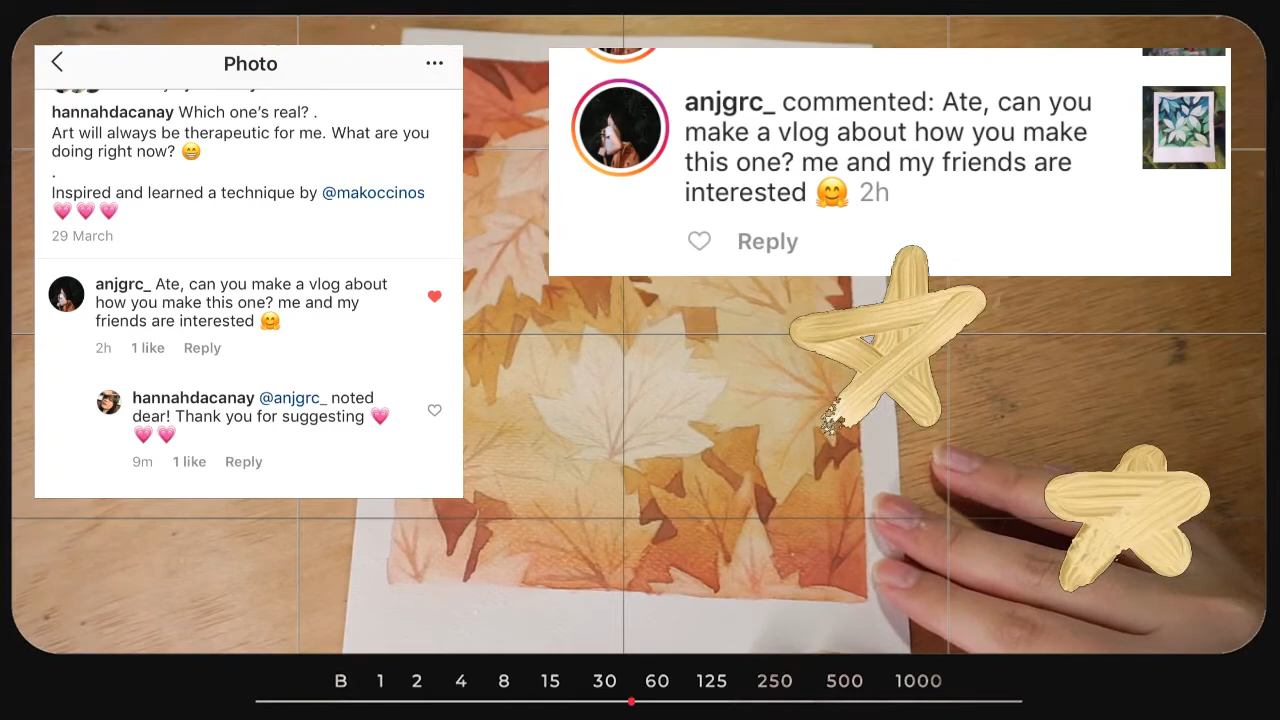 Photo
hannahdacanay Which one's real? .
Art will always be therapeutic for me. What are you
doing right now? 😁
.
Inspired and learned a technique by @makoccinos
💗💗💗
29 March
anjgrc_ Ate, can you make a vlog about
how you make this one? me and my
friends are interested 🤗
2h 1 like Reply
hannahdacanay @anjgrc_ noted
dear! Thank you for suggesting 💗
💗💗
9m 1 like Reply
anjgrc_ commented: Ate, can you
make a vlog about how you make
this one? me and my friends are
interested 🤗 2h
Reply
B 1 2 4 8 15 30 60 125 250 500 1000